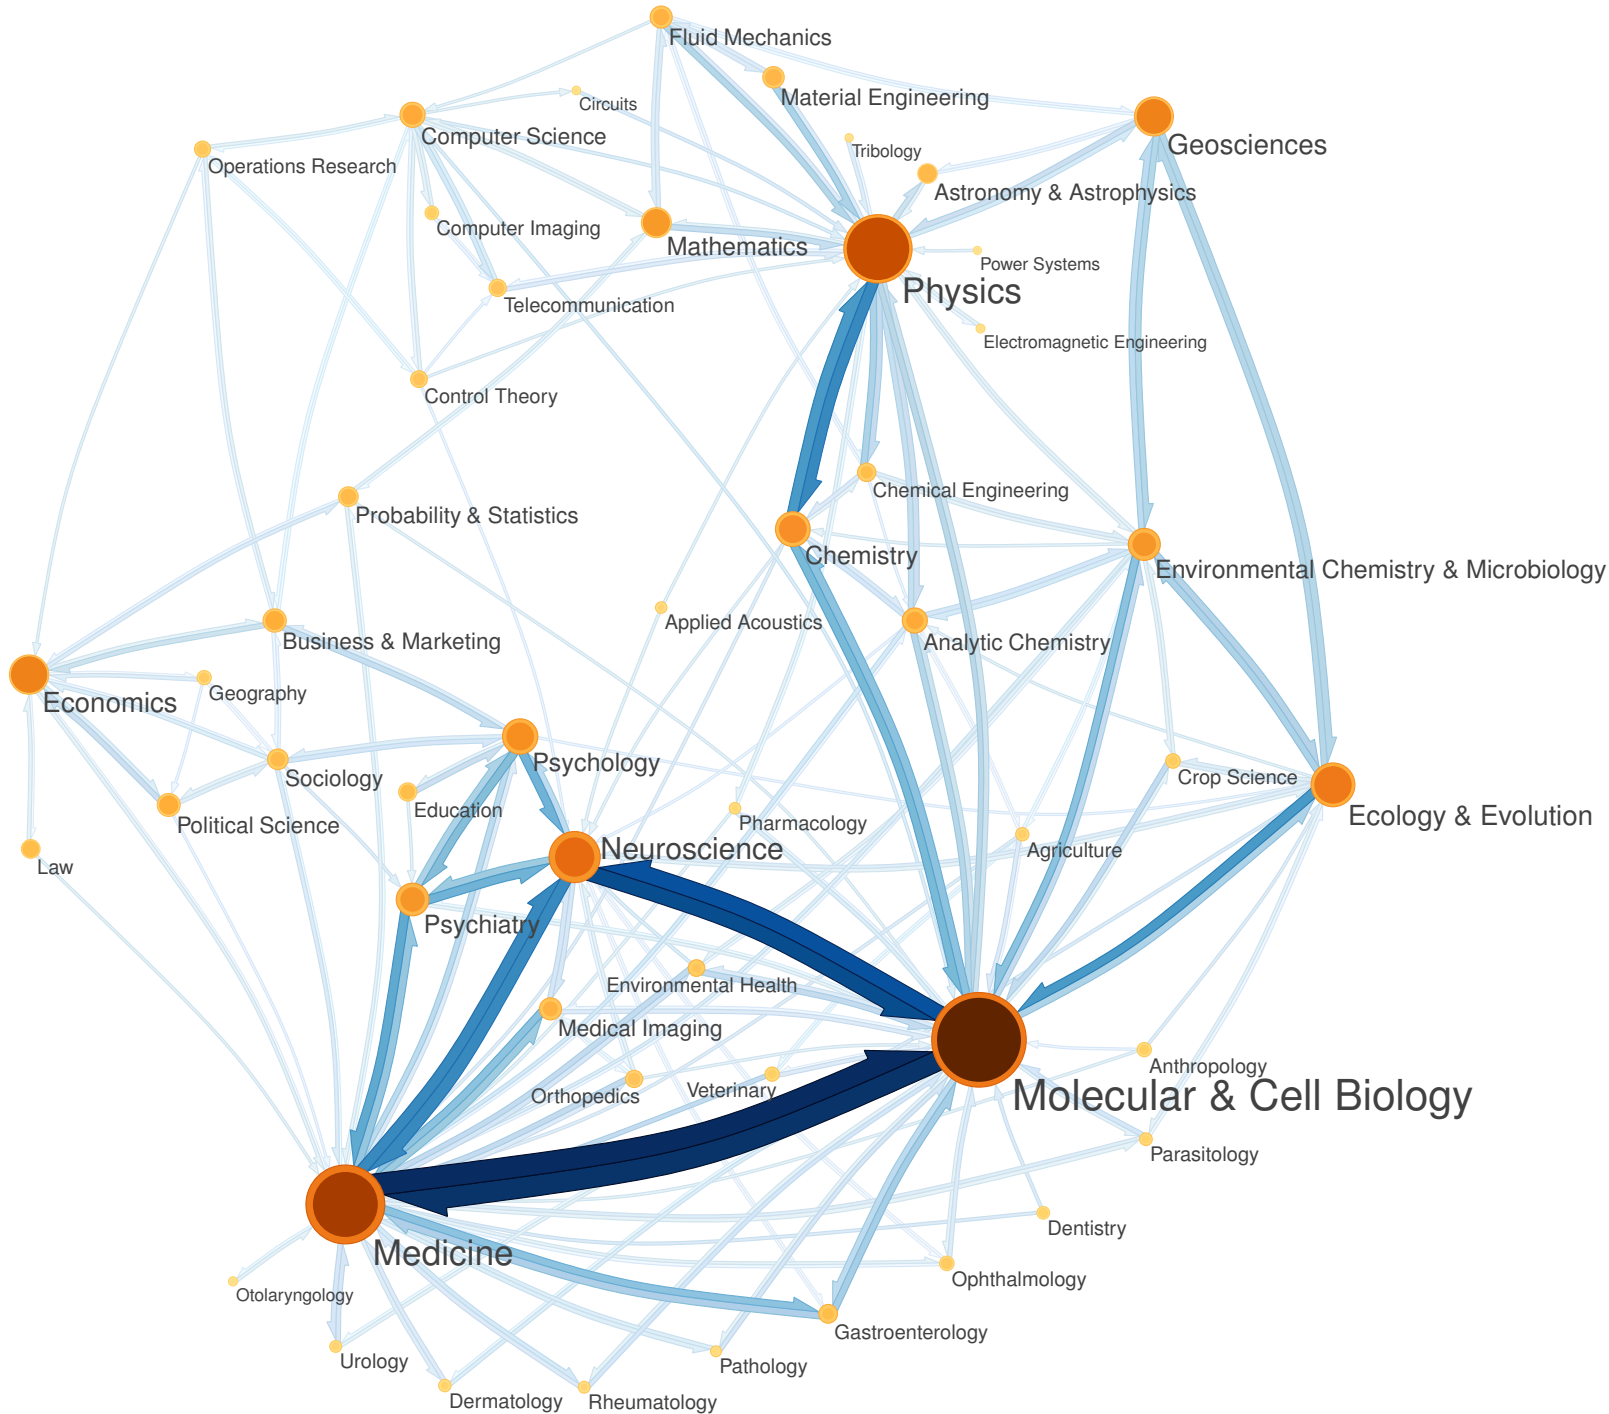 Fluid Mechanics
Material Engineering
Circuits
Computer Science
Geosciences
Tribology
Operations Research
Astronomy & Astrophysics
Computer Imaging
Mathematics
Power Systems
Physics
Telecommunication
Electromagnetic Engineering
Control Theory
Chemical Engineering
Probability & Statistics
Chemistry
Environmental Chemistry & Microbiology
Applied Acoustics
Business & Marketing
Analytic Chemistry
Geography
Economics
Psychology
Sociology
Crop Science
Education
Ecology & Evolution
Political Science
Pharmacology
Neuroscience
Agriculture
Law
Psychiatry
Environmental Health
Medical Imaging
Anthropology
Veterinary
Orthopedics
Molecular & Cell Biology
Parasitology
Dentistry
Medicine
Ophthalmology
Otolaryngology
Gastroenterology
Urology
Pathology
Dermatology
Rheumatology